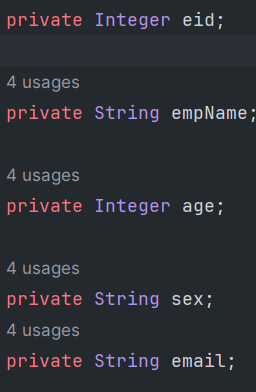 private Integer eid;
4 usages
private String empName;
4 usages
private Integer age;
4 usages
private String sex;
4 usages
private String email;